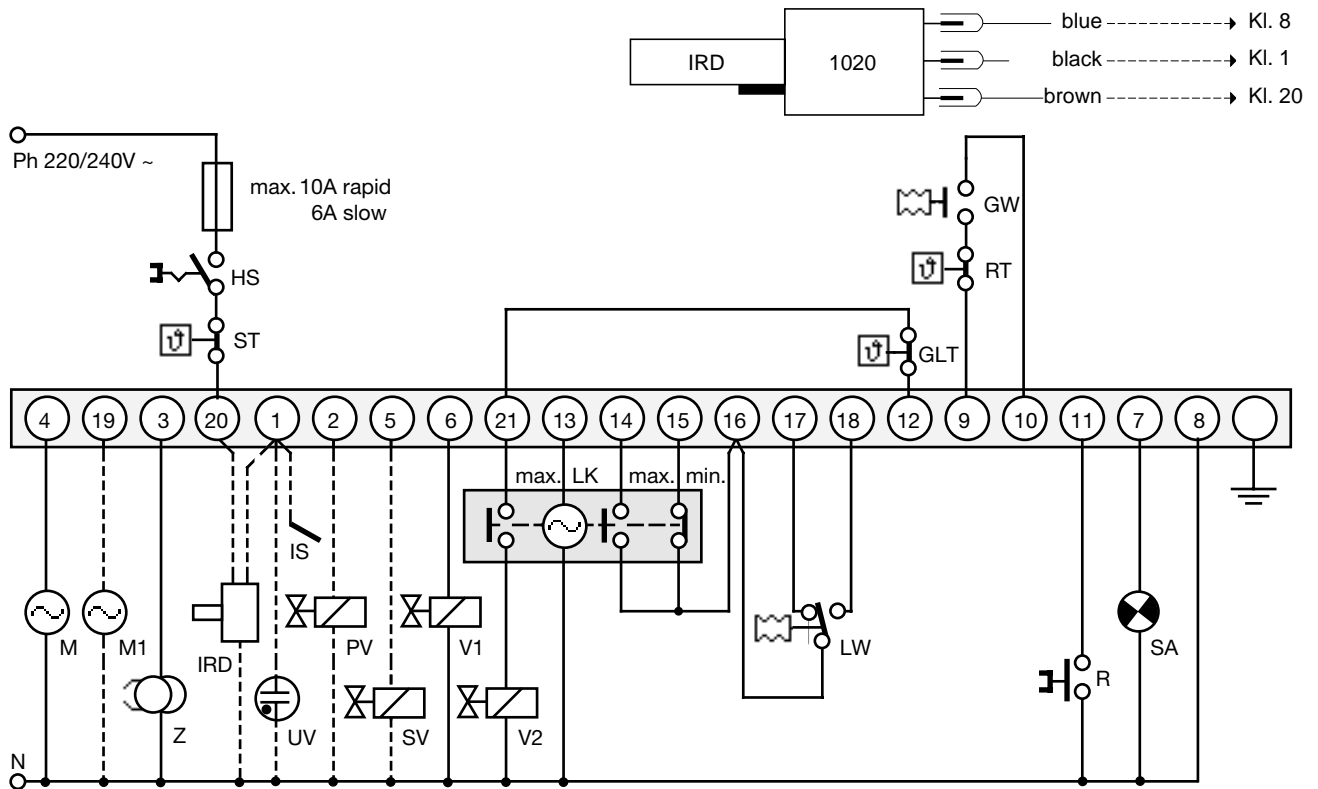 blue Kl. 8
IRD 1020 black Kl. 1
brown Kl. 20
Ph 220/240V ~
max. 10A rapid
6A slow
GW
HS
RT
ϑ
ST
ϑ
GLT
ϑ
4 19 3 20 1 2 5 6 21 13 14 15 16 17 18 12 9 10 11 7 8
max. LK max. min.
IS
M M1 IRD PV V1 LW SA
R
Z UV SV V2
N